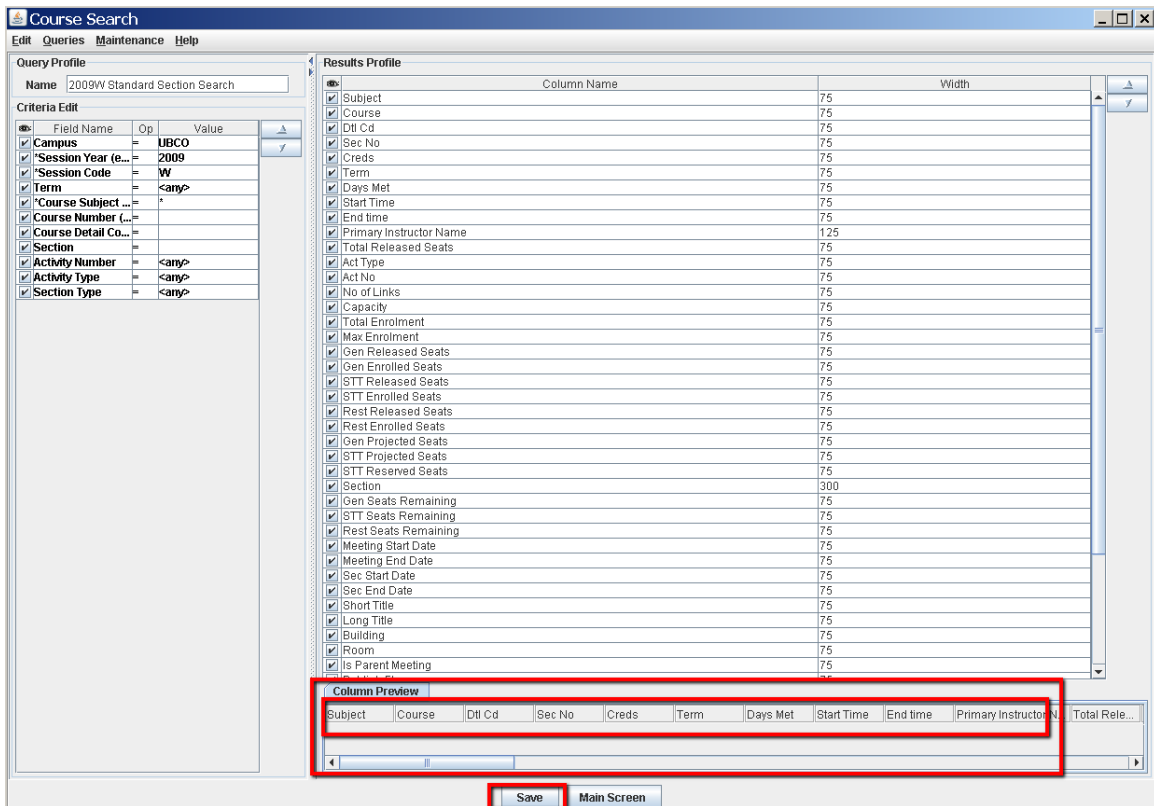 Course Search
Edit Queries Maintenance Help
Query Profile
Name 2009W Standard Section Search
Criteria Edit
Field Name Op Value
Campus = UBCO
*Session Year (e... = 2009
*Session Code = W
Term = <any>
*Course Subject ... = *
Course Number (... =
Course Detail Co... =
Section =
Activity Number = <any>
Activity Type = <any>
Section Type = <any>
Results Profile
Column Name Width
Subject 75
Course 75
Dtl Cd 75
Sec No 75
Creds 75
Term 75
Days Met 75
Start Time 75
End time 75
Primary Instructor Name 125
Total Released Seats 75
Act Type 75
Act No 75
No of Links 75
Capacity 75
Total Enrolment 75
Max Enrolment 75
Gen Released Seats 75
Gen Enrolled Seats 75
STT Released Seats 75
STT Enrolled Seats 75
Rest Released Seats 75
Rest Enrolled Seats 75
Gen Projected Seats 75
STT Projected Seats 75
STT Reserved Seats 75
Section 300
Gen Seats Remaining 75
STT Seats Remaining 75
Rest Seats Remaining 75
Meeting Start Date 75
Meeting End Date 75
Sec Start Date 75
Sec End Date 75
Short Title 75
Long Title 75
Building 75
Room 75
Is Parent Meeting 75
Column Preview
Subject Course Dtl Cd Sec No Creds Term Days Met Start Time End time Primary Instructor N... Total Rele...
Save Main Screen